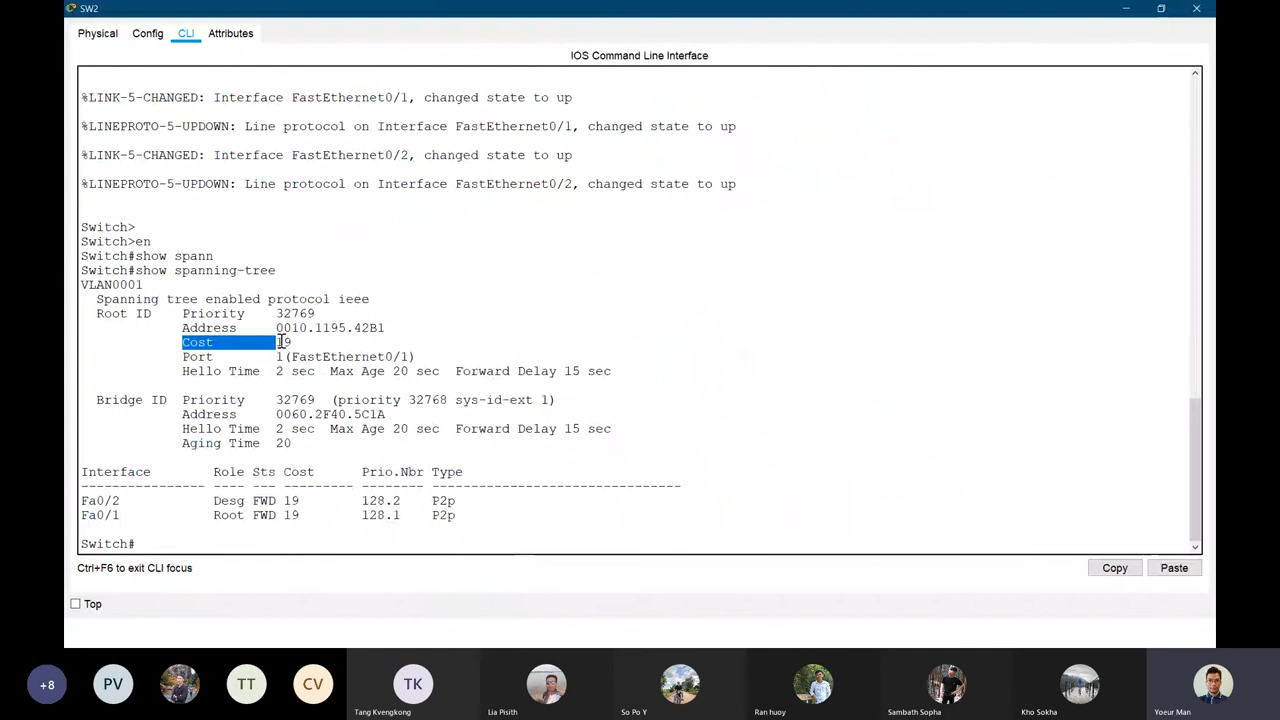 SW2
Physical Config CLI Attributes
IOS Command Line Interface
%LINK-5-CHANGED: Interface FastEthernet0/1, changed state to up
%LINEPROTO-5-UPDOWN: Line protocol on Interface FastEthernet0/1, changed state to up
%LINK-5-CHANGED: Interface FastEthernet0/2, changed state to up
%LINEPROTO-5-UPDOWN: Line protocol on Interface FastEthernet0/2, changed state to up
Switch>
Switch>en
Switch#show spann
Switch#show spanning-tree
VLAN0001
Spanning tree enabled protocol ieee
Root ID Priority 32769
Address 0010.1195.42B1
Cost 19
Port 1(FastEthernet0/1)
Hello Time 2 sec Max Age 20 sec Forward Delay 15 sec
Bridge ID Priority 32769 (priority 32768 sys-id-ext 1)
Address 0060.2F40.5C1A
Hello Time 2 sec Max Age 20 sec Forward Delay 15 sec
Aging Time 20
Interface Role Sts Cost Prio.Nbr Type
---------------- ---- --- --------- -------- --------------------------------
Fa0/2 Desg FWD 19 128.2 P2p
Fa0/1 Root FWD 19 128.1 P2p
Switch#
Ctrl+F6 to exit CLI focus
Copy Paste
Top
+8 PV TT CV TK
Tang Kvengkong Lia Pisith So Po Y Ran huoy Sambath Sopha Kho Sokha Yoeur Man